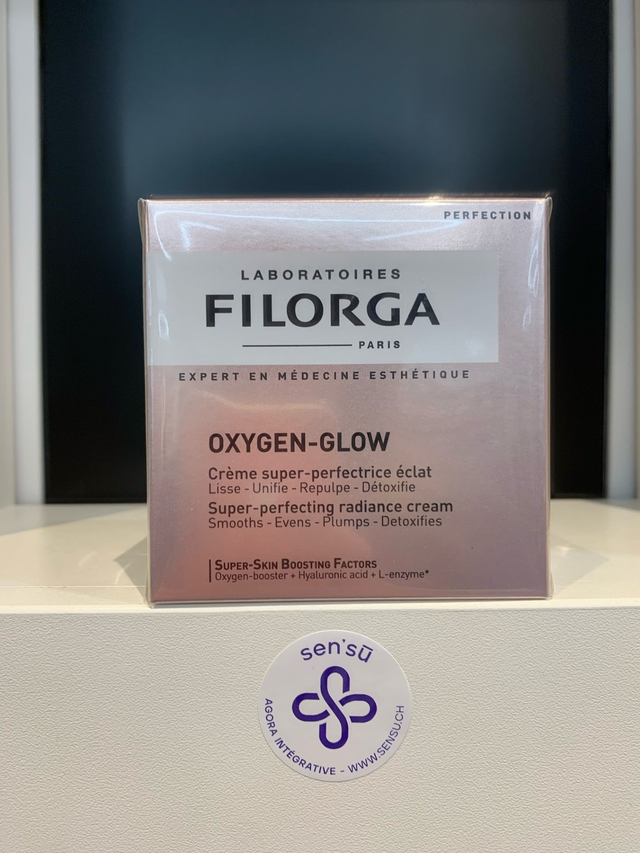 PERFECTION
LABORATOIRES
FILORGA
PARIS
EXPERT EN MÉDECINE ESTHÉTIQUE
OXYGEN-GLOW
Crème super-perfectrice éclat
Lisse - Unifie - Repulpe - Détoxifie
Super-perfecting radiance cream
Smooths - Evens - Plumps - Detoxifies
SUPER-SKIN BOOSTING FACTORS
Oxygen-booster + Hyaluronic acid + L-enzyme*
sen'sū
AGORA INTÉGRATIVE - WWW.SENSU.CH